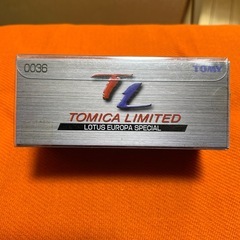 0036
TOMY
TL
TOMICA LIMITED
LOTUS EUROPA SPECIAL